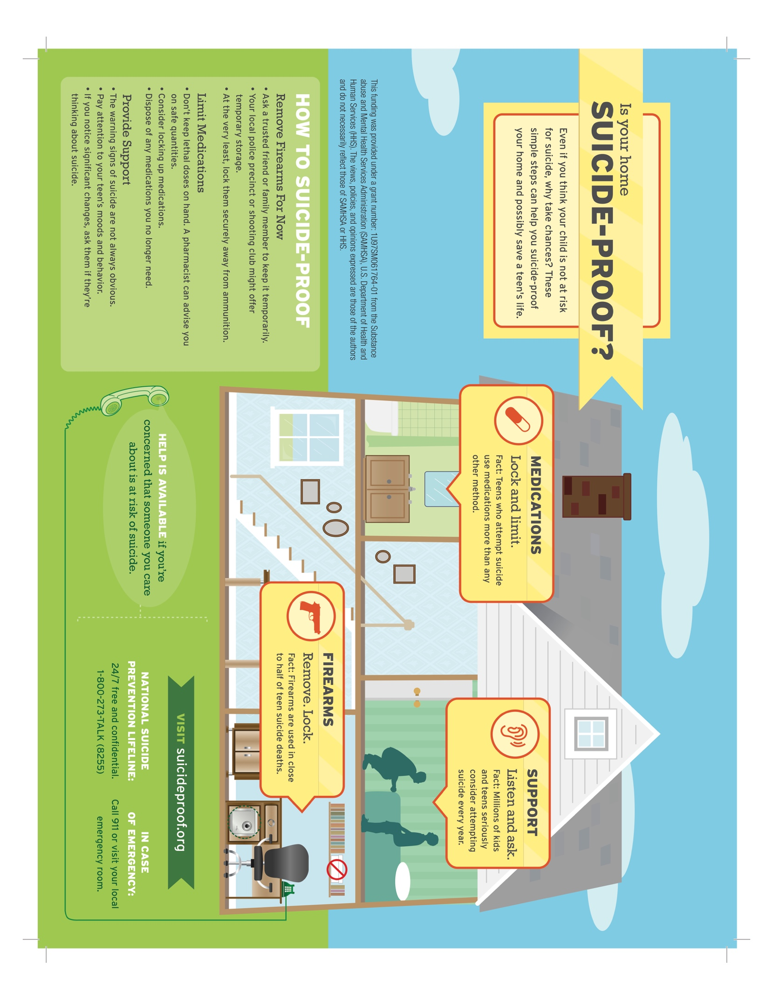 Is your home
SUICIDE-PROOF?
Even if you think your child is not at risk
for suicide, why take chances? These
simple steps can help you suicide-proof
your home and possibly save a teen's life.
This funding was provided under a grant number: 1U97SM061764-01 from the Substance
abuse and Mental Health Services Administration (SAMHSA), U.S. Department of Health and
Human Services (HHS). The views, policies, and opinions expressed are those of the authors
and do not necessarily reflect those of SAMHSA or HHS.
HOW TO SUICIDE-PROOF
Remove Firearms For Now
• Ask a trusted friend or family member to keep it temporarily.
• Your local police precinct or shooting club might offer
temporary storage.
• At the very least, lock them securely away from ammunition.
Limit Medications
• Don't keep lethal doses on hand. A pharmacist can advise you
on safe quantities.
• Consider locking up medications.
• Dispose of any medications you no longer need.
Provide Support
• The warning signs of suicide are not always obvious.
• Pay attention to your teen's moods and behavior.
• If you notice significant changes, ask them if they're
thinking about suicide.
MEDICATIONS
Lock and limit.
Fact: Teens who attempt suicide
use medications more than any
other method.
SUPPORT
Listen and ask.
Fact: Millions of kids
and teens seriously
consider attempting
suicide every year.
FIREARMS
Remove. Lock.
Fact: Firearms are used in close
to half of teen suicide deaths.
HELP IS AVAILABLE if you're
concerned that someone you care
about is at risk of suicide.
VISIT suicideproof.org
NATIONAL SUICIDE
PREVENTION LIFELINE:
24/7 free and confidential.
1-800-273-TALK (8255)
IN CASE
OF EMERGENCY:
Call 911 or visit your local
emergency room.